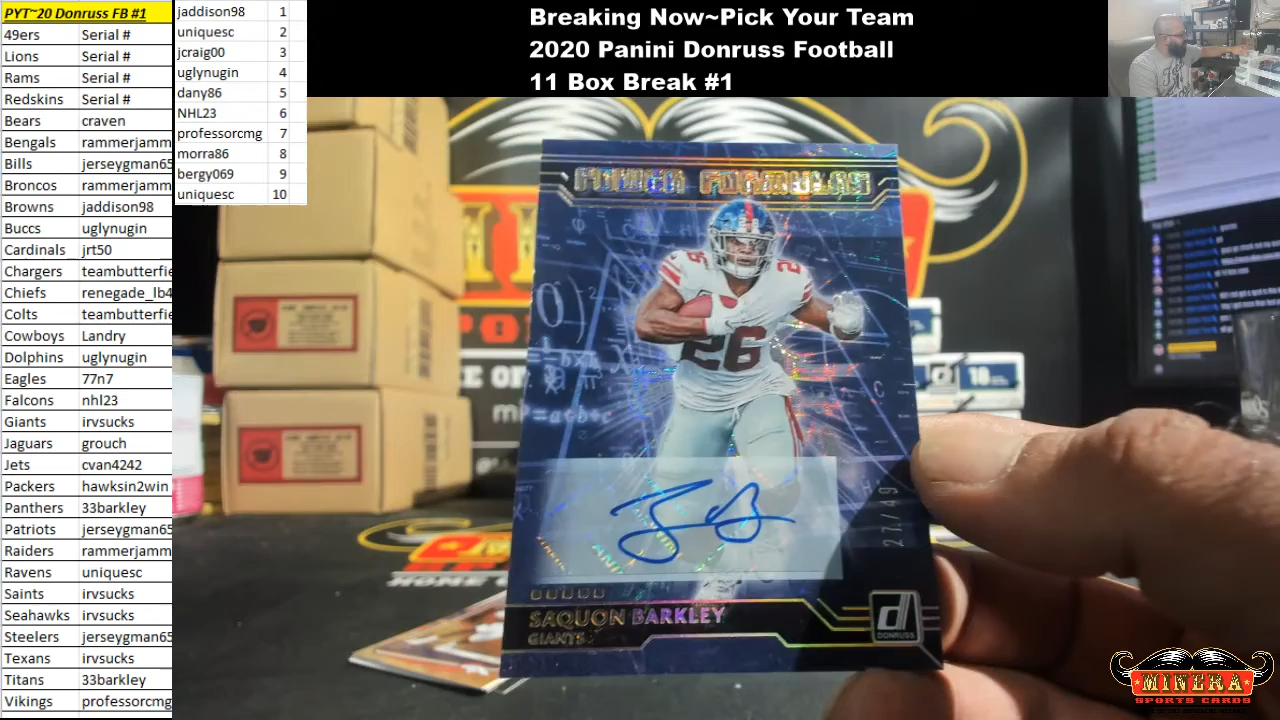 PYT~20 Donruss FB #1
49ers Serial #
Lions Serial #
Rams Serial #
Redskins Serial #
Bears craven
Bengals rammerjamm
Bills jerseygman65
Broncos rammerjamm
Browns jaddison98
Buccs uglynugin
Cardinals jrt50
Chargers teambutterfie
Chiefs renegade_lb4
Colts teambutterfie
Cowboys Landry
Dolphins uglynugin
Eagles 77n7
Falcons nhl23
Giants irvsucks
Jaguars grouch
Jets cvan4242
Packers hawksin2win
Panthers 33barkley
Patriots jerseygman65
Raiders rammerjamm
Ravens uniquesc
Saints irvsucks
Seahawks irvsucks
Steelers jerseygman65
Texans irvsucks
Titans 33barkley
Vikings professorcmg
jaddison98 1
uniquesc 2
jcraig00 3
uglynugin 4
dany86 5
NHL23 6
professorcmg 7
morra86 8
bergy069 9
uniquesc 10
Breaking Now~Pick Your Team
2020 Panini Donruss Football
11 Box Break #1
POWER FORMULAS
26
27/49
SAQUON BARKLEY
GIANTS
d
DONRUSS
MINERA
SPORTS CARDS